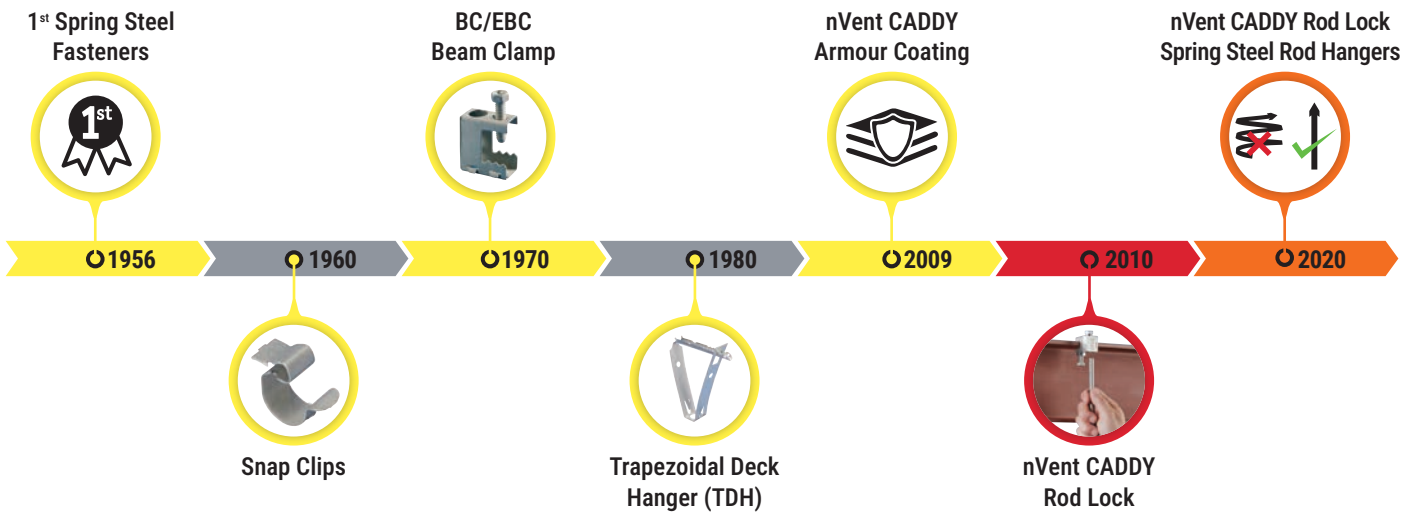 1st Spring Steel
Fasteners
BC/EBC
Beam Clamp
nVent CADDY
Armour Coating
nVent CADDY Rod Lock
Spring Steel Rod Hangers
1st
1956
1960
1970
1980
2009
2010
2020
Snap Clips
Trapezoidal Deck
Hanger (TDH)
nVent CADDY
Rod Lock